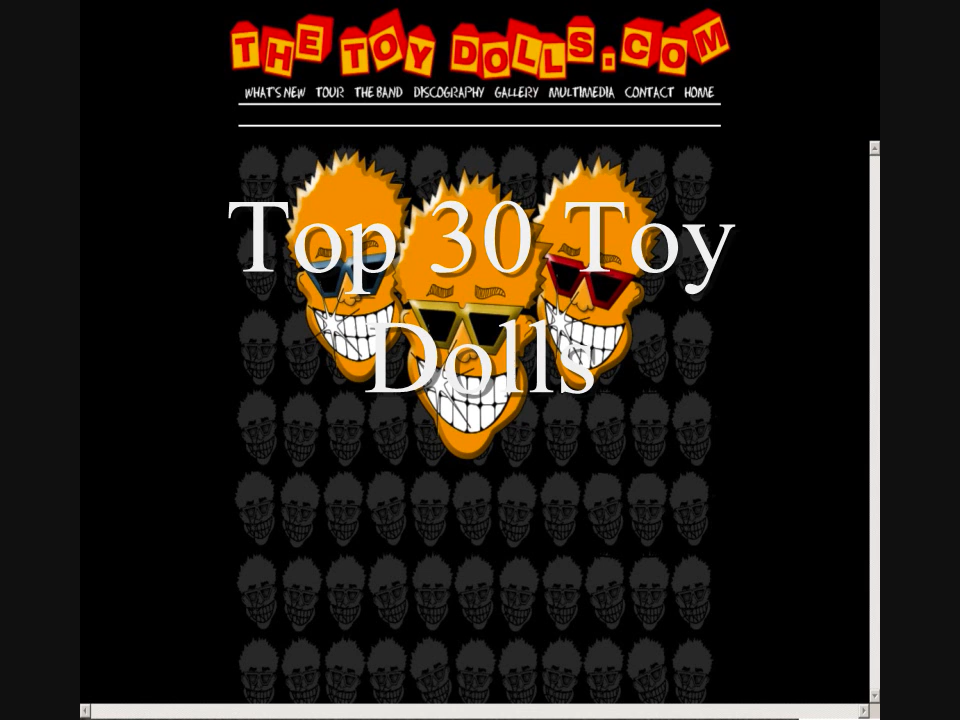 THE TOY DOLLS.COM
WHAT'S NEW TOUR THE BAND DISCOGRAPHY GALLERY MULTIMEDIA CONTACT HOME
Top 30 Toy
Dolls